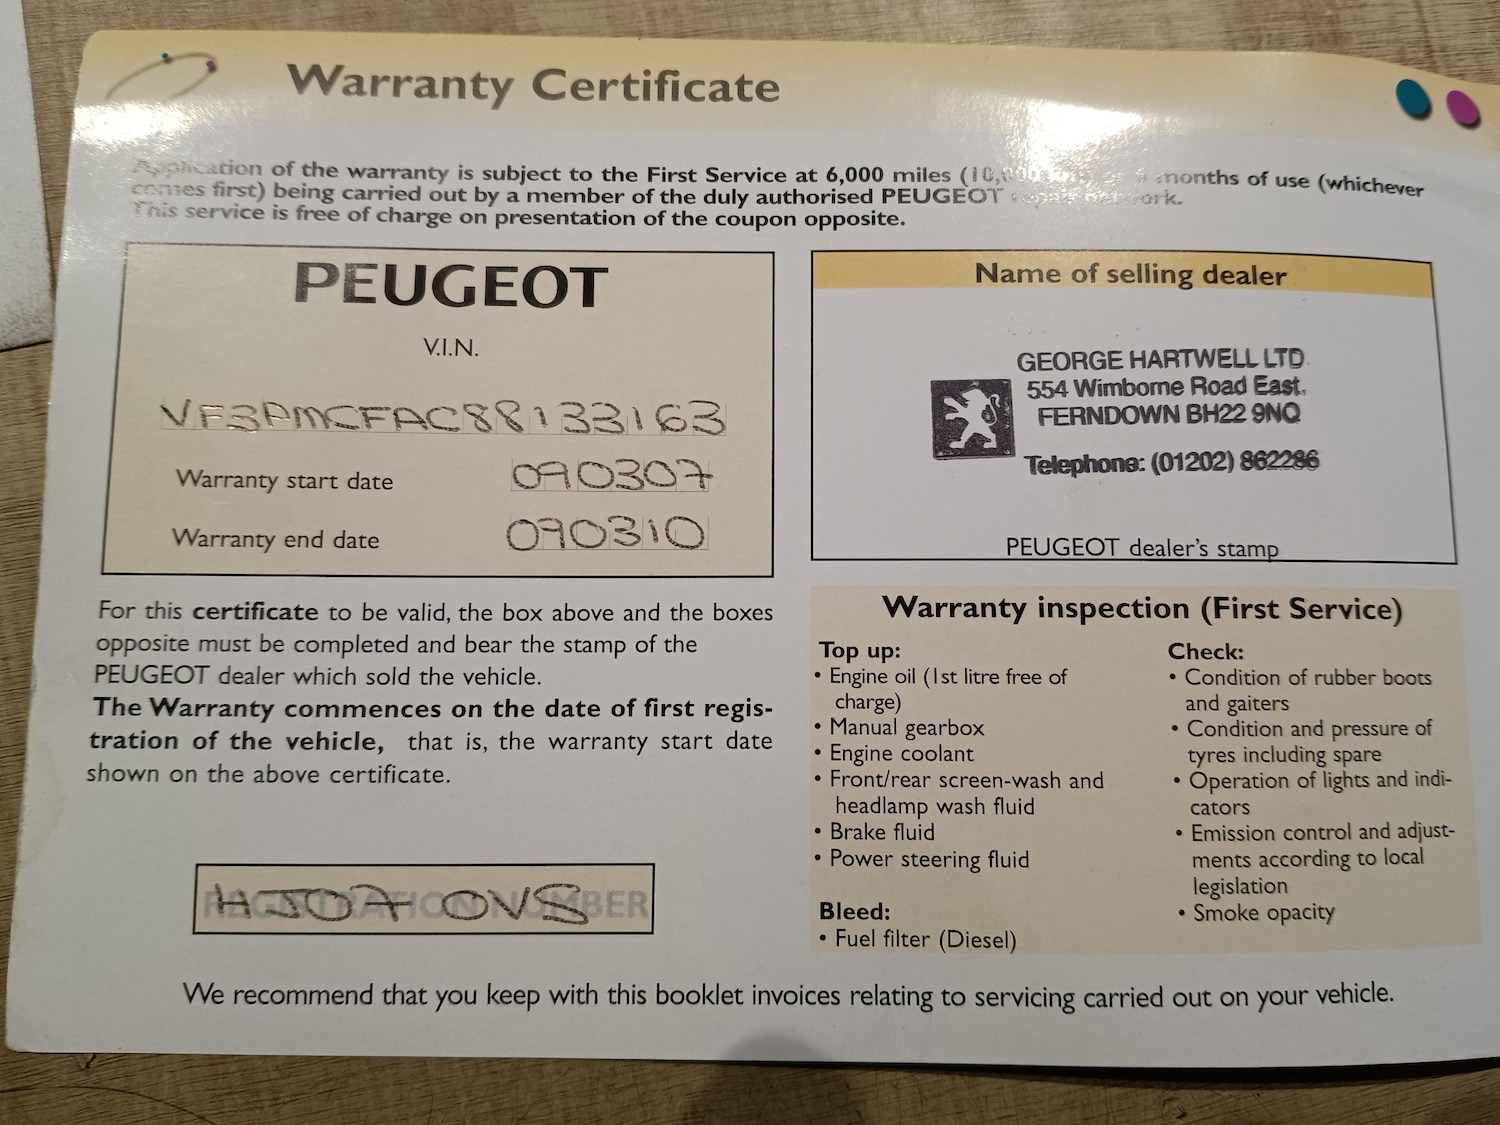 Warranty Certificate
Application of the warranty is subject to the First Service at 6,000 miles months of use (whichever
comes first) being carried out by a member of the duly authorised PEUGEOT
This service is free of charge on presentation of the coupon opposite.
PEUGEOT
V.I.N.
VF3PMCFAC88133163
Warranty start date 090307
Warranty end date 090310
Name of selling dealer
GEORGE HARTWELL LTD.
554 Wimborne Road East,
FERNDOWN BH22 9NQ
Telephone: (01202) 862286
PEUGEOT dealer's stamp
For this certificate to be valid, the box above and the boxes
opposite must be completed and bear the stamp of the
PEUGEOT dealer which sold the vehicle.
The Warranty commences on the date of first regis-
tration of the vehicle, that is, the warranty start date
shown on the above certificate.
REGISTRATION NUMBER
HJ07 OVS
Warranty inspection (First Service)
Top up:
• Engine oil (1st litre free of
charge)
• Manual gearbox
• Engine coolant
• Front/rear screen-wash and
headlamp wash fluid
• Brake fluid
• Power steering fluid
Bleed:
• Fuel filter (Diesel)
Check:
• Condition of rubber boots
and gaiters
• Condition and pressure of
tyres including spare
• Operation of lights and indi-
cators
• Emission control and adjust-
ments according to local
legislation
• Smoke opacity
We recommend that you keep with this booklet invoices relating to servicing carried out on your vehicle.